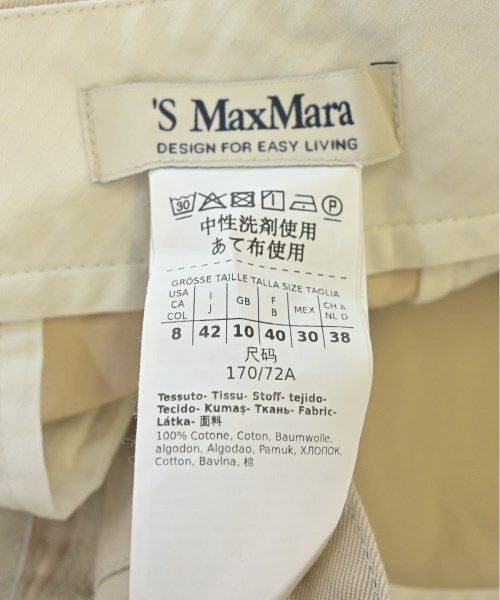 'S MaxMara
DESIGN FOR EASY LIVING
30 P
中性洗剤使用
あて布使用
GRÖSSE TAILLE TALLA SIZE TAGLIA
USA CA COL I J GB F B MEX CH A NL D
8 42 10 40 30 38
尺码
170/72A
Tessuto- Tissu- Stoff- tejido-
Tecido- Kumaş- Ткань- Fabric-
Látka- 面料
100% Cotone, Coton, Baumwolle,
algodon, Algodao, Pamuk, ХЛОПОК,
Cotton, Bavlna, 棉